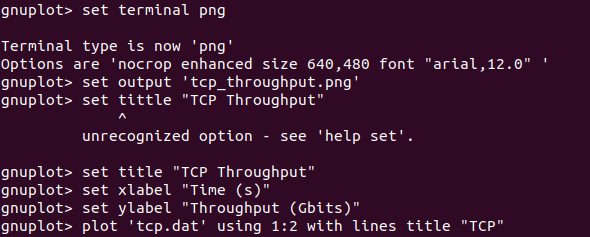 gnuplot> set terminal png

Terminal type is now 'png'
Options are 'nocrop enhanced size 640,480 font "arial,12.0" '
gnuplot> set output 'tcp_throughput.png'
gnuplot> set tittle "TCP Throughput"
             ^
         unrecognized option - see 'help set'.

gnuplot> set title "TCP Throughput"
gnuplot> set xlabel "Time (s)"
gnuplot> set ylabel "Throughput (Gbits)"
gnuplot> plot 'tcp.dat' using 1:2 with lines title "TCP"